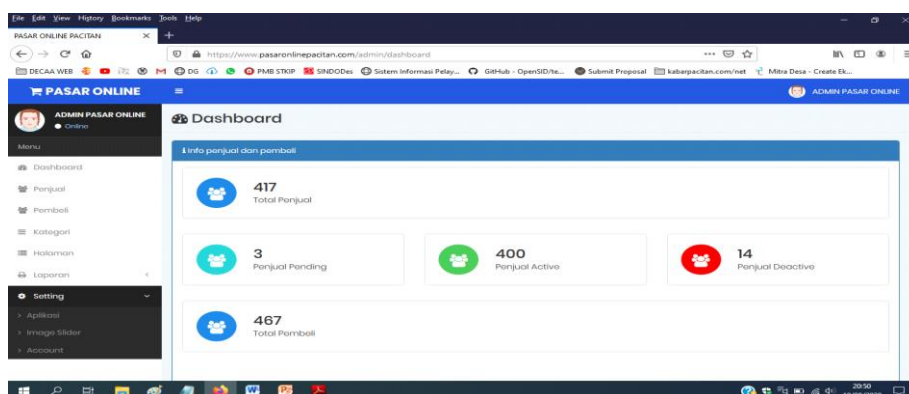 File Edit View History Bookmarks Tools Help
PASAR ONLINE PACITAN × +
https://www.pasaronlinepacitan.com/admin/dashboard
DECAA WEB DG PMB STKIP SINDODes Sistem Informasi Pelay... GitHub - OpenSID/te... Submit Proposal kabarpacitan.com/net Mitra Desa - Create Ek...
PASAR ONLINE ADMIN PASAR ONLINE
ADMIN PASAR ONLINE
Online
Dashboard
Menu
Info penjual dan pembeli
Dashboard
Penjual
Pembeli
Kategori
Halaman
Laporan
Setting
Aplikasi
Image Slider
Account
417
Total Penjual
3
Penjual Pending
400
Penjual Active
14
Penjual Deactive
467
Total Pembeli
20:50